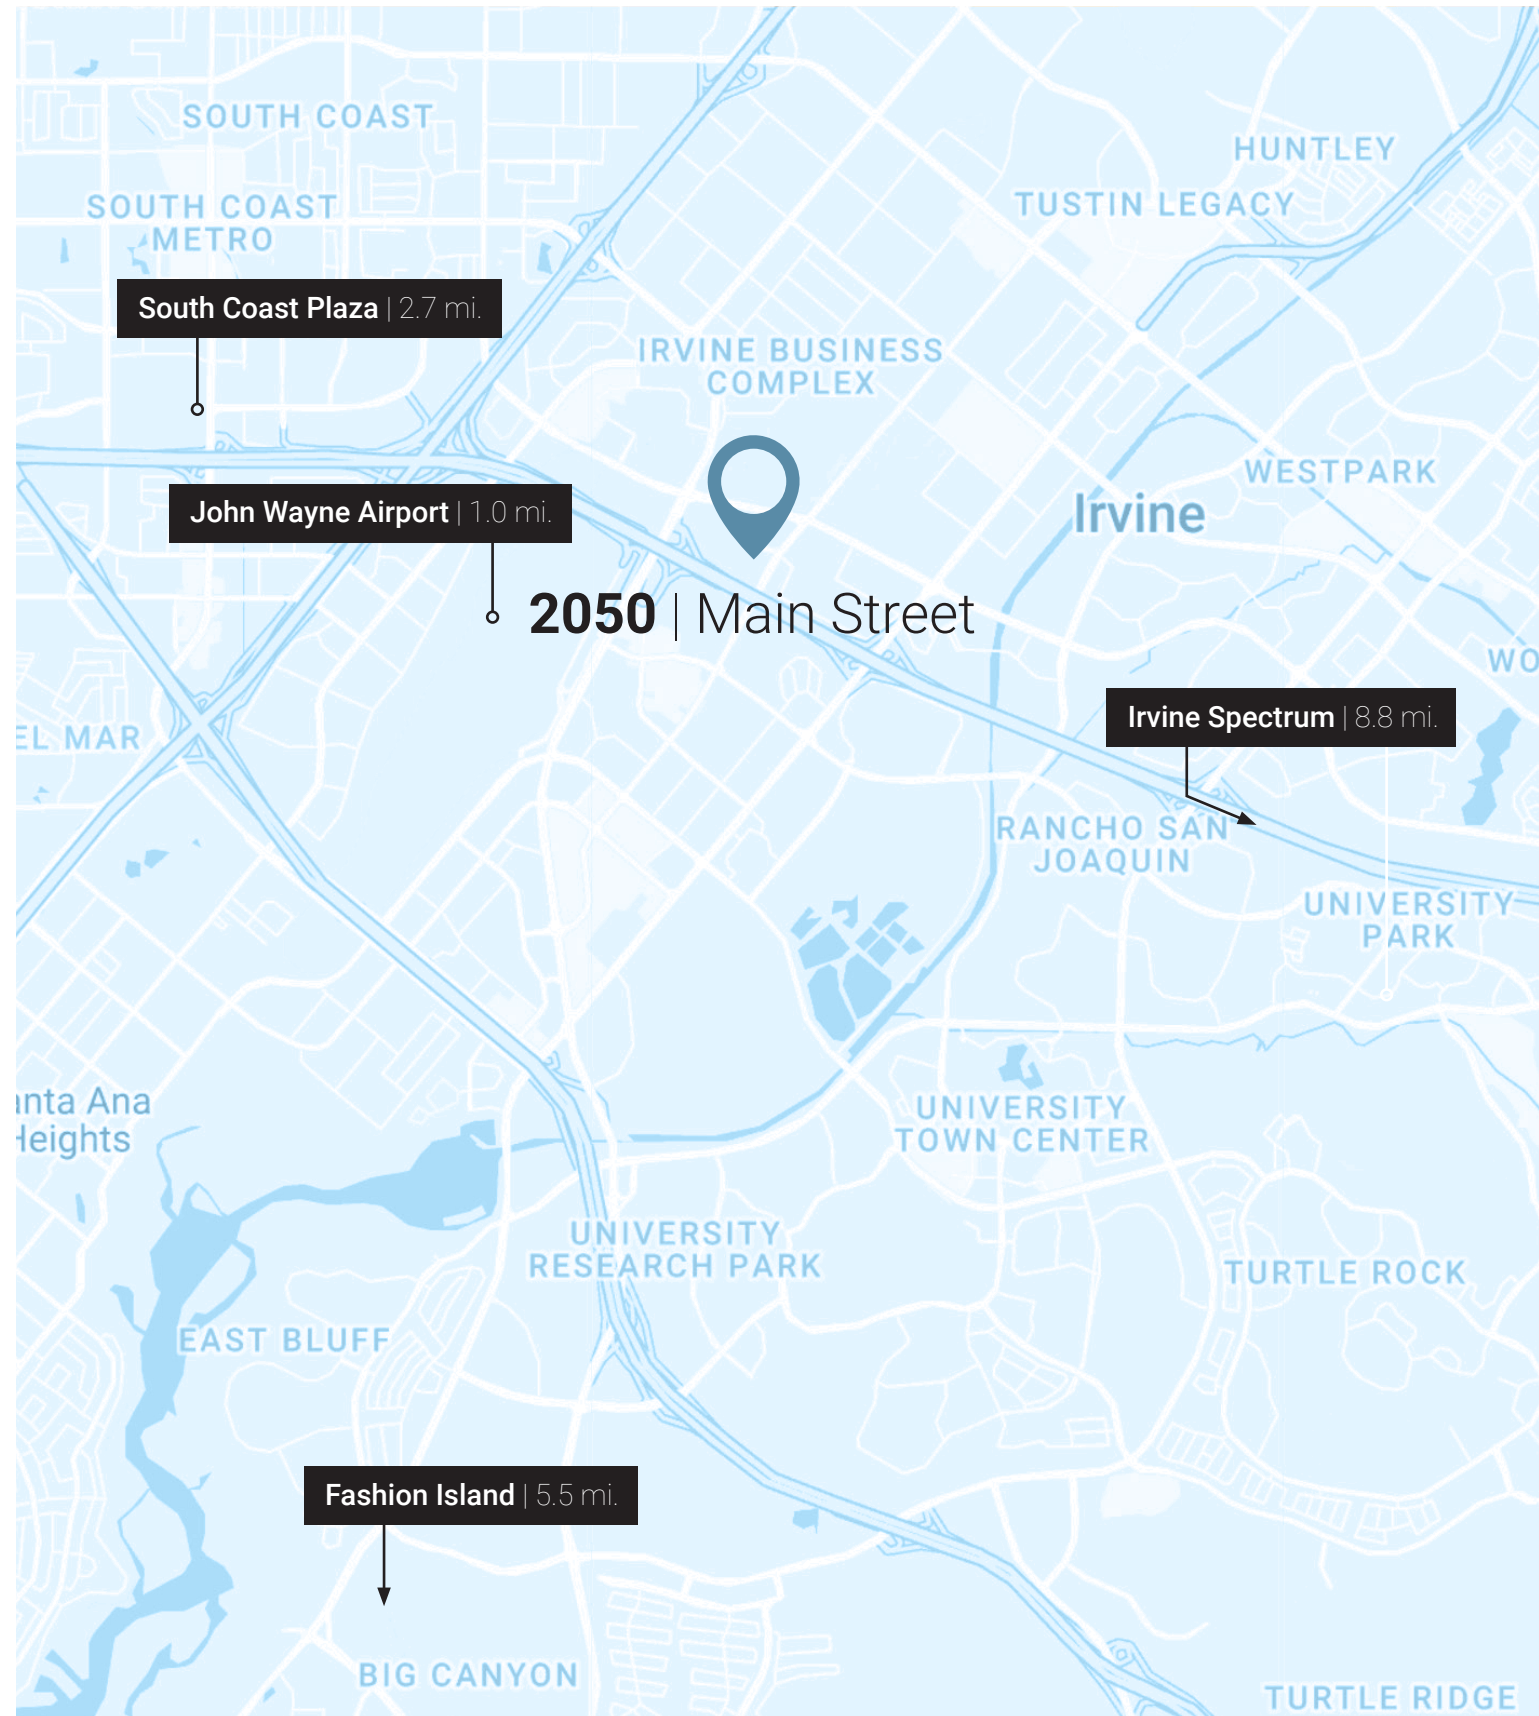 SOUTH COAST
HUNTLEY
TUSTIN LEGACY
SOUTH COAST
METRO
South Coast Plaza | 2.7 mi.
IRVINE BUSINESS
COMPLEX
WESTPARK
Irvine
John Wayne Airport | 1.0 mi.
2050 | Main Street
WO
Irvine Spectrum | 8.8 mi.
EL MAR
RANCHO SAN
JOAQUIN
UNIVERSITY
PARK
anta Ana
Heights
UNIVERSITY
TOWN CENTER
UNIVERSITY
RESEARCH PARK
TURTLE ROCK
EAST BLUFF
Fashion Island | 5.5 mi.
BIG CANYON
TURTLE RIDGE